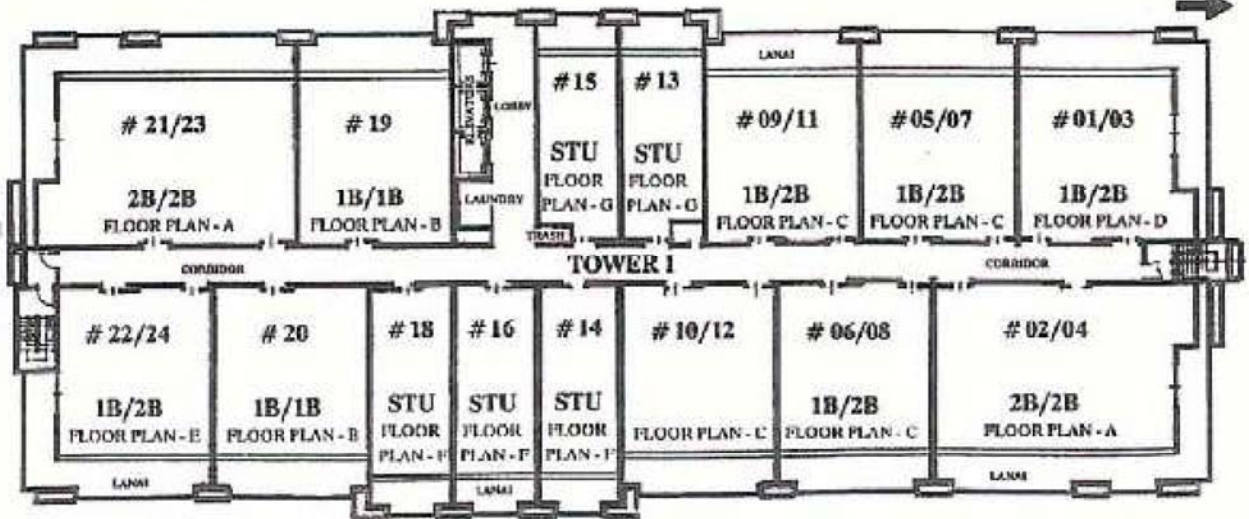 # 21/23
2B/2B
FLOOR PLAN - A
# 19
1B/1B
FLOOR PLAN - B
ELEVATORS
LOBBY
LAUNDRY
TRASH
# 15
STU
FLOOR
PLAN - G
# 13
STU
FLOOR
PLAN - G
LANAI
# 09/11
1B/2B
FLOOR PLAN - C
# 05/07
1B/2B
FLOOR PLAN - C
# 01/03
1B/2B
FLOOR PLAN - D
CORRIDOR
TOWER 1
CORRIDOR
# 22/24
1B/2B
FLOOR PLAN - E
LANAI
# 20
1B/1B
FLOOR PLAN - B
# 18
STU
FLOOR
PLAN - F
# 16
STU
FLOOR
PLAN - F
LANAI
# 14
STU
FLOOR
PLAN - F
# 10/12
FLOOR PLAN - C
# 06/08
1B/2B
FLOOR PLAN - C
# 02/04
2B/2B
FLOOR PLAN - A
LANAI